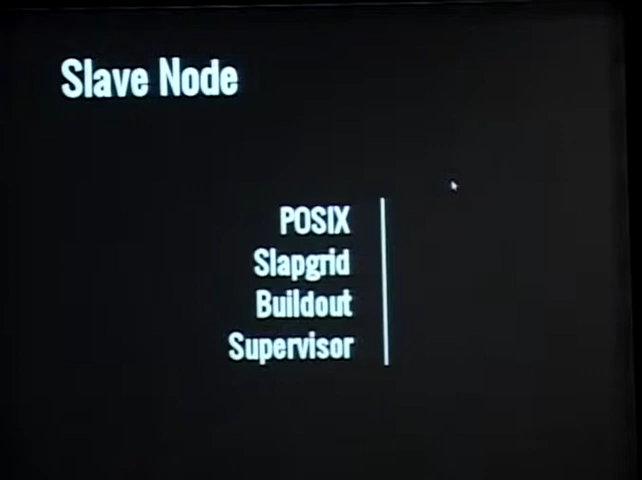 Slave Node
POSIX
Slapgrid
Buildout
Supervisor